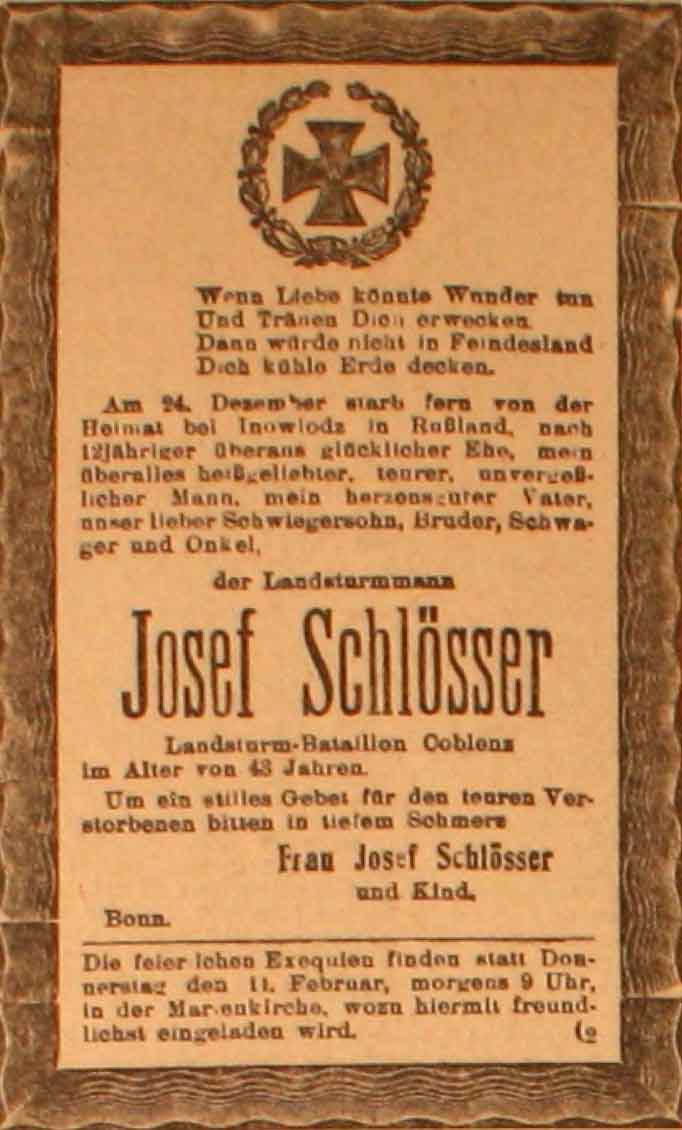 Wenn Liebe könnte Wunder tun
Und Tränen Dich erwecken
Dann würde nicht in Feindesland
Dich kühle Erde decken.
Am 24. Dezember starb fern von der
Heimat bei Inowlodz in Rußland, nach
12jähriger überaus glücklicher Ehe, mein
überalles heißgeliebter, teurer, unvergeß-
licher Mann, mein herzensguter Vater,
unser lieber Schwiegersohn, Bruder, Schwa-
ger und Onkel,
der Landsturmmann
Josef Schlösser
Landsturm-Bataillon Coblenz
im Alter von 43 Jahren.
Um ein stilles Gebet für den teuren Ver-
storbenen bitten in tiefem Schmerz
Frau Josef Schlösser
und Kind.
Bonn.
Die feierlichen Exequien finden statt Don-
nerstag den 11. Februar, morgens 9 Uhr,
in der Marienkirche, wozu hiermit freund-
lichst eingeladen wird.